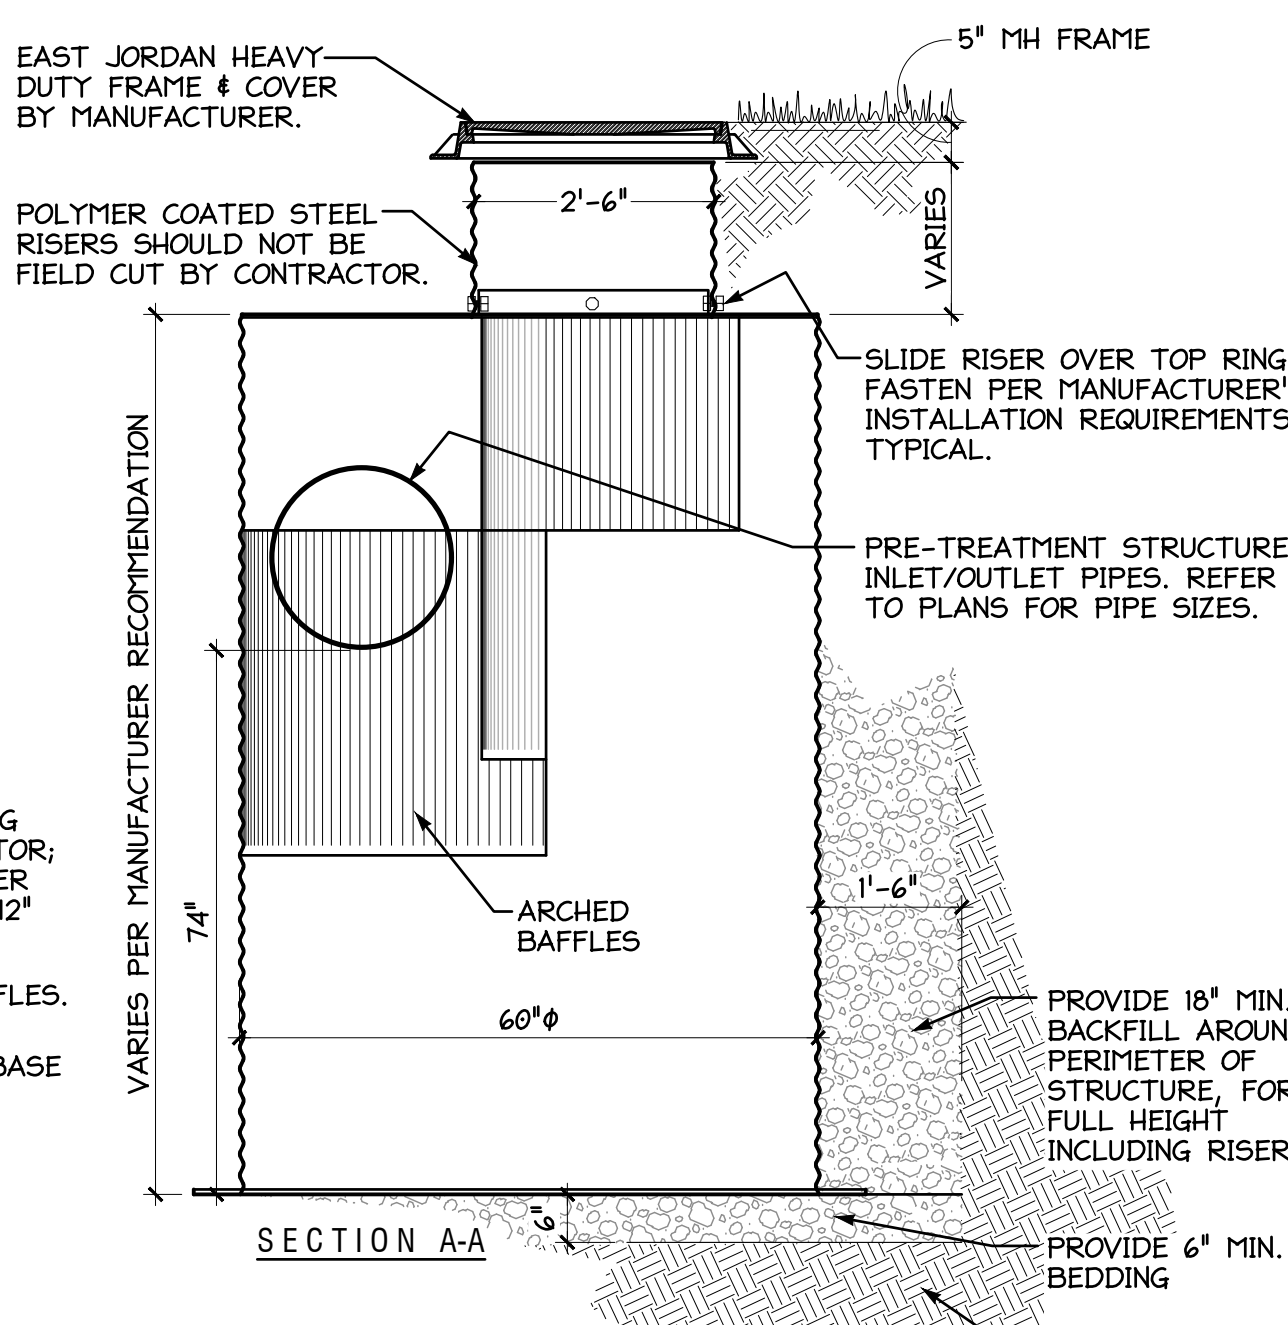 EAST JORDAN HEAVY
DUTY FRAME & COVER
BY MANUFACTURER.
5" MH FRAME
POLYMER COATED STEEL
RISERS SHOULD NOT BE
FIELD CUT BY CONTRACTOR.
2'-6"
VARIES
SLIDE RISER OVER TOP RING
FASTEN PER MANUFACTURER'
INSTALLATION REQUIREMENTS
TYPICAL.
VARIES PER MANUFACTURER RECOMMENDATION
PRE-TREATMENT STRUCTURE
INLET/OUTLET PIPES. REFER
TO PLANS FOR PIPE SIZES.
74"
12"
BASE
ARCHED
BAFFLES
1'-6"
60"ϕ
PROVIDE 18" MIN.
BACKFILL AROUN
PERIMETER OF
STRUCTURE, FOR
FULL HEIGHT
INCLUDING RISER
6"
SECTION A-A
PROVIDE 6" MIN.
BEDDING